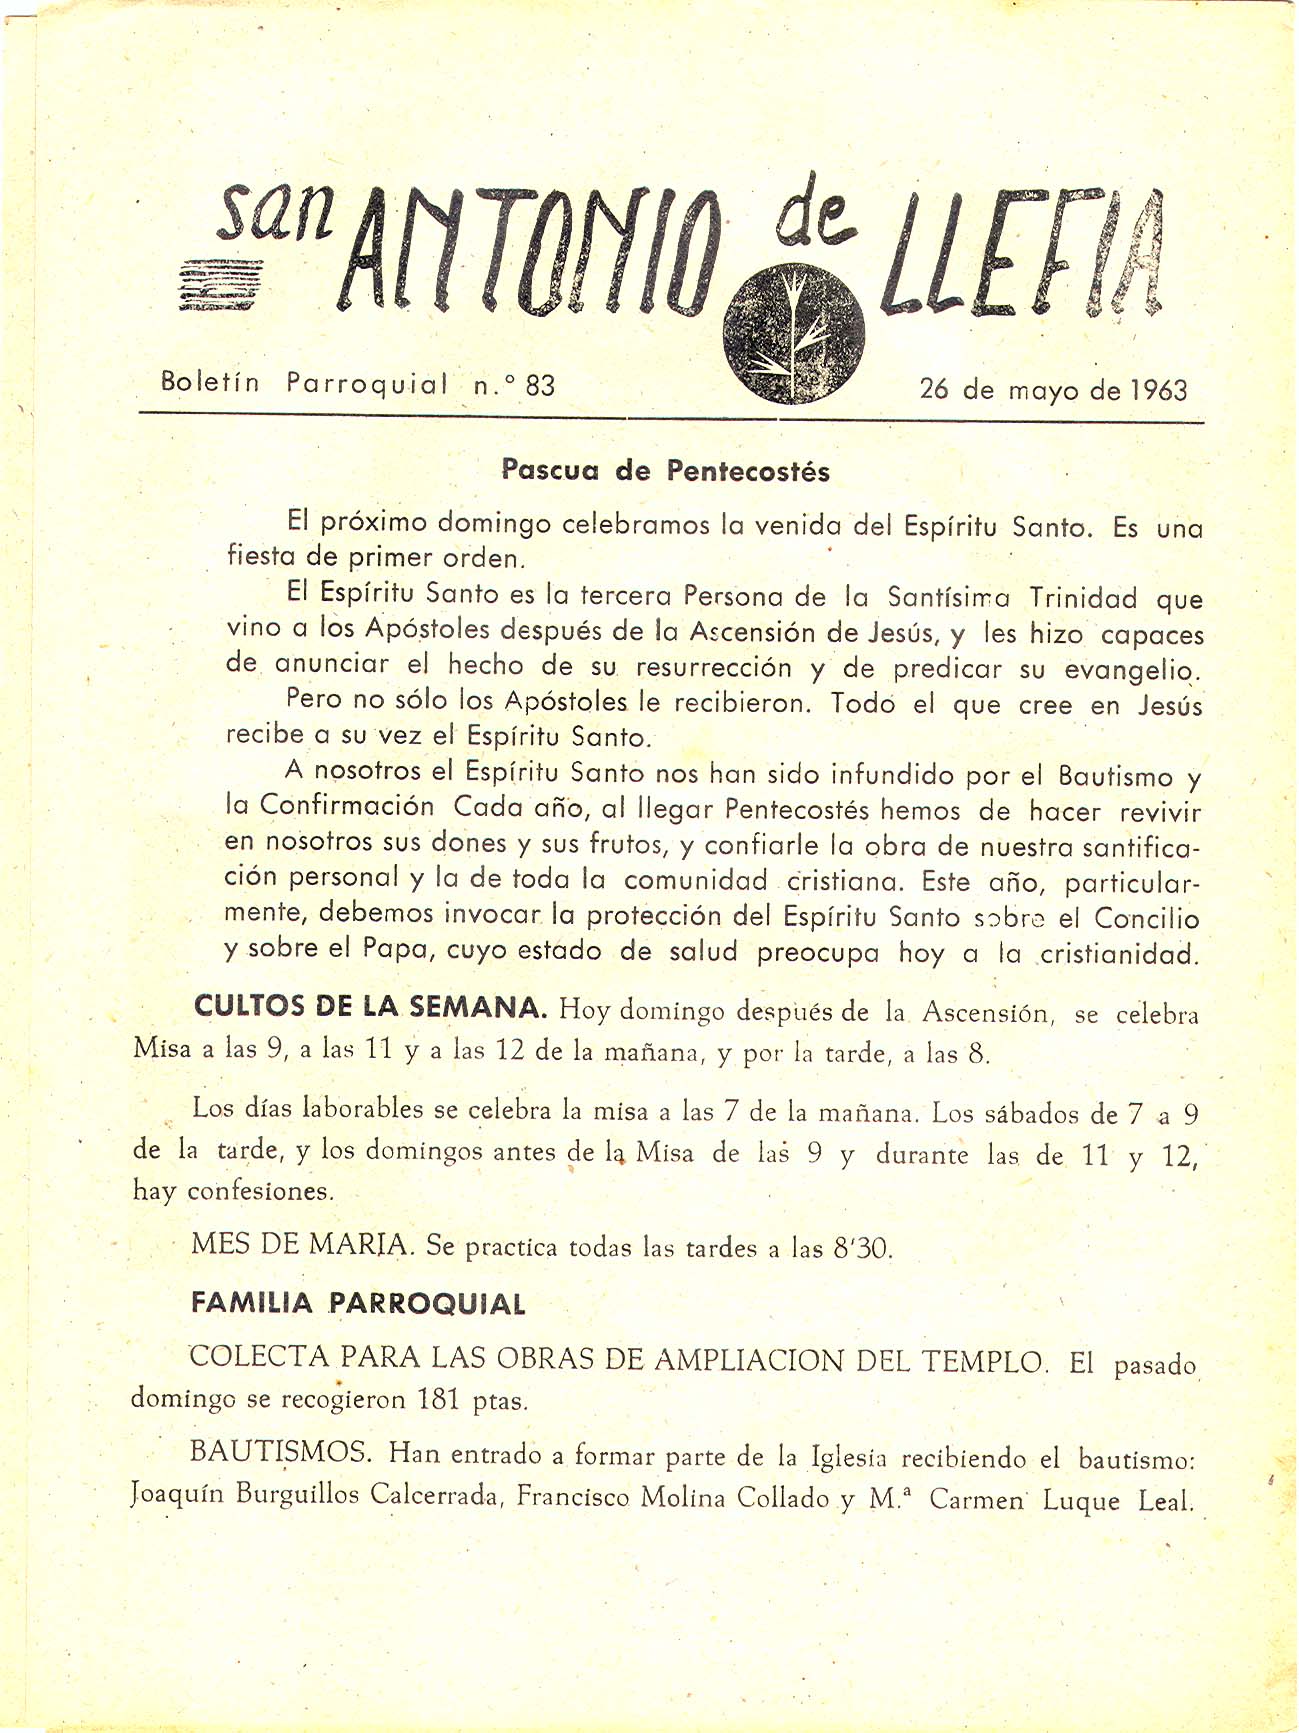 san ANTONIO de LLEFIA
Boletín Parroquial n.° 83
26 de mayo de 1963
Pascua de Pentecostés
El próximo domingo celebramos la venida del Espíritu Santo. Es una
fiesta de primer orden.
El Espíritu Santo es la tercera Persona de la Santísima Trinidad que
vino a los Apóstoles después de la Ascensión de Jesús, y les hizo capaces
de anunciar el hecho de su resurrección y de predicar su evangelio.
Pero no sólo los Apóstoles le recibieron. Todo el que cree en Jesús
recibe a su vez el Espíritu Santo.
A nosotros el Espíritu Santo nos han sido infundido por el Bautismo y
la Confirmación Cada año, al llegar Pentecostés hemos de hacer revivir
en nosotros sus dones y sus frutos, y confiarle la obra de nuestra santifica-
ción personal y la de toda la comunidad cristiana. Este año, particular-
mente, debemos invocar la protección del Espíritu Santo sobre el Concilio
y sobre el Papa, cuyo estado de salud preocupa hoy a la cristianidad.
CULTOS DE LA SEMANA. Hoy domingo después de la Ascensión, se celebra
Misa a las 9, a las 11 y a las 12 de la mañana, y por la tarde, a las 8.
Los días laborables se celebra la misa a las 7 de la mañana. Los sábados de 7 a 9
de la tarde, y los domingos antes de la Misa de las 9 y durante las de 11 y 12,
hay confesiones.
MES DE MARIA. Se practica todas las tardes a las 8'30.
FAMILIA PARROQUIAL
COLECTA PARA LAS OBRAS DE AMPLIACION DEL TEMPLO. El pasado
domingo se recogieron 181 ptas.
BAUTISMOS. Han entrado a formar parte de la Iglesia recibiendo el bautismo:
Joaquín Burguillos Calcerrada, Francisco Molina Collado y M.ª Carmen Luque Leal.